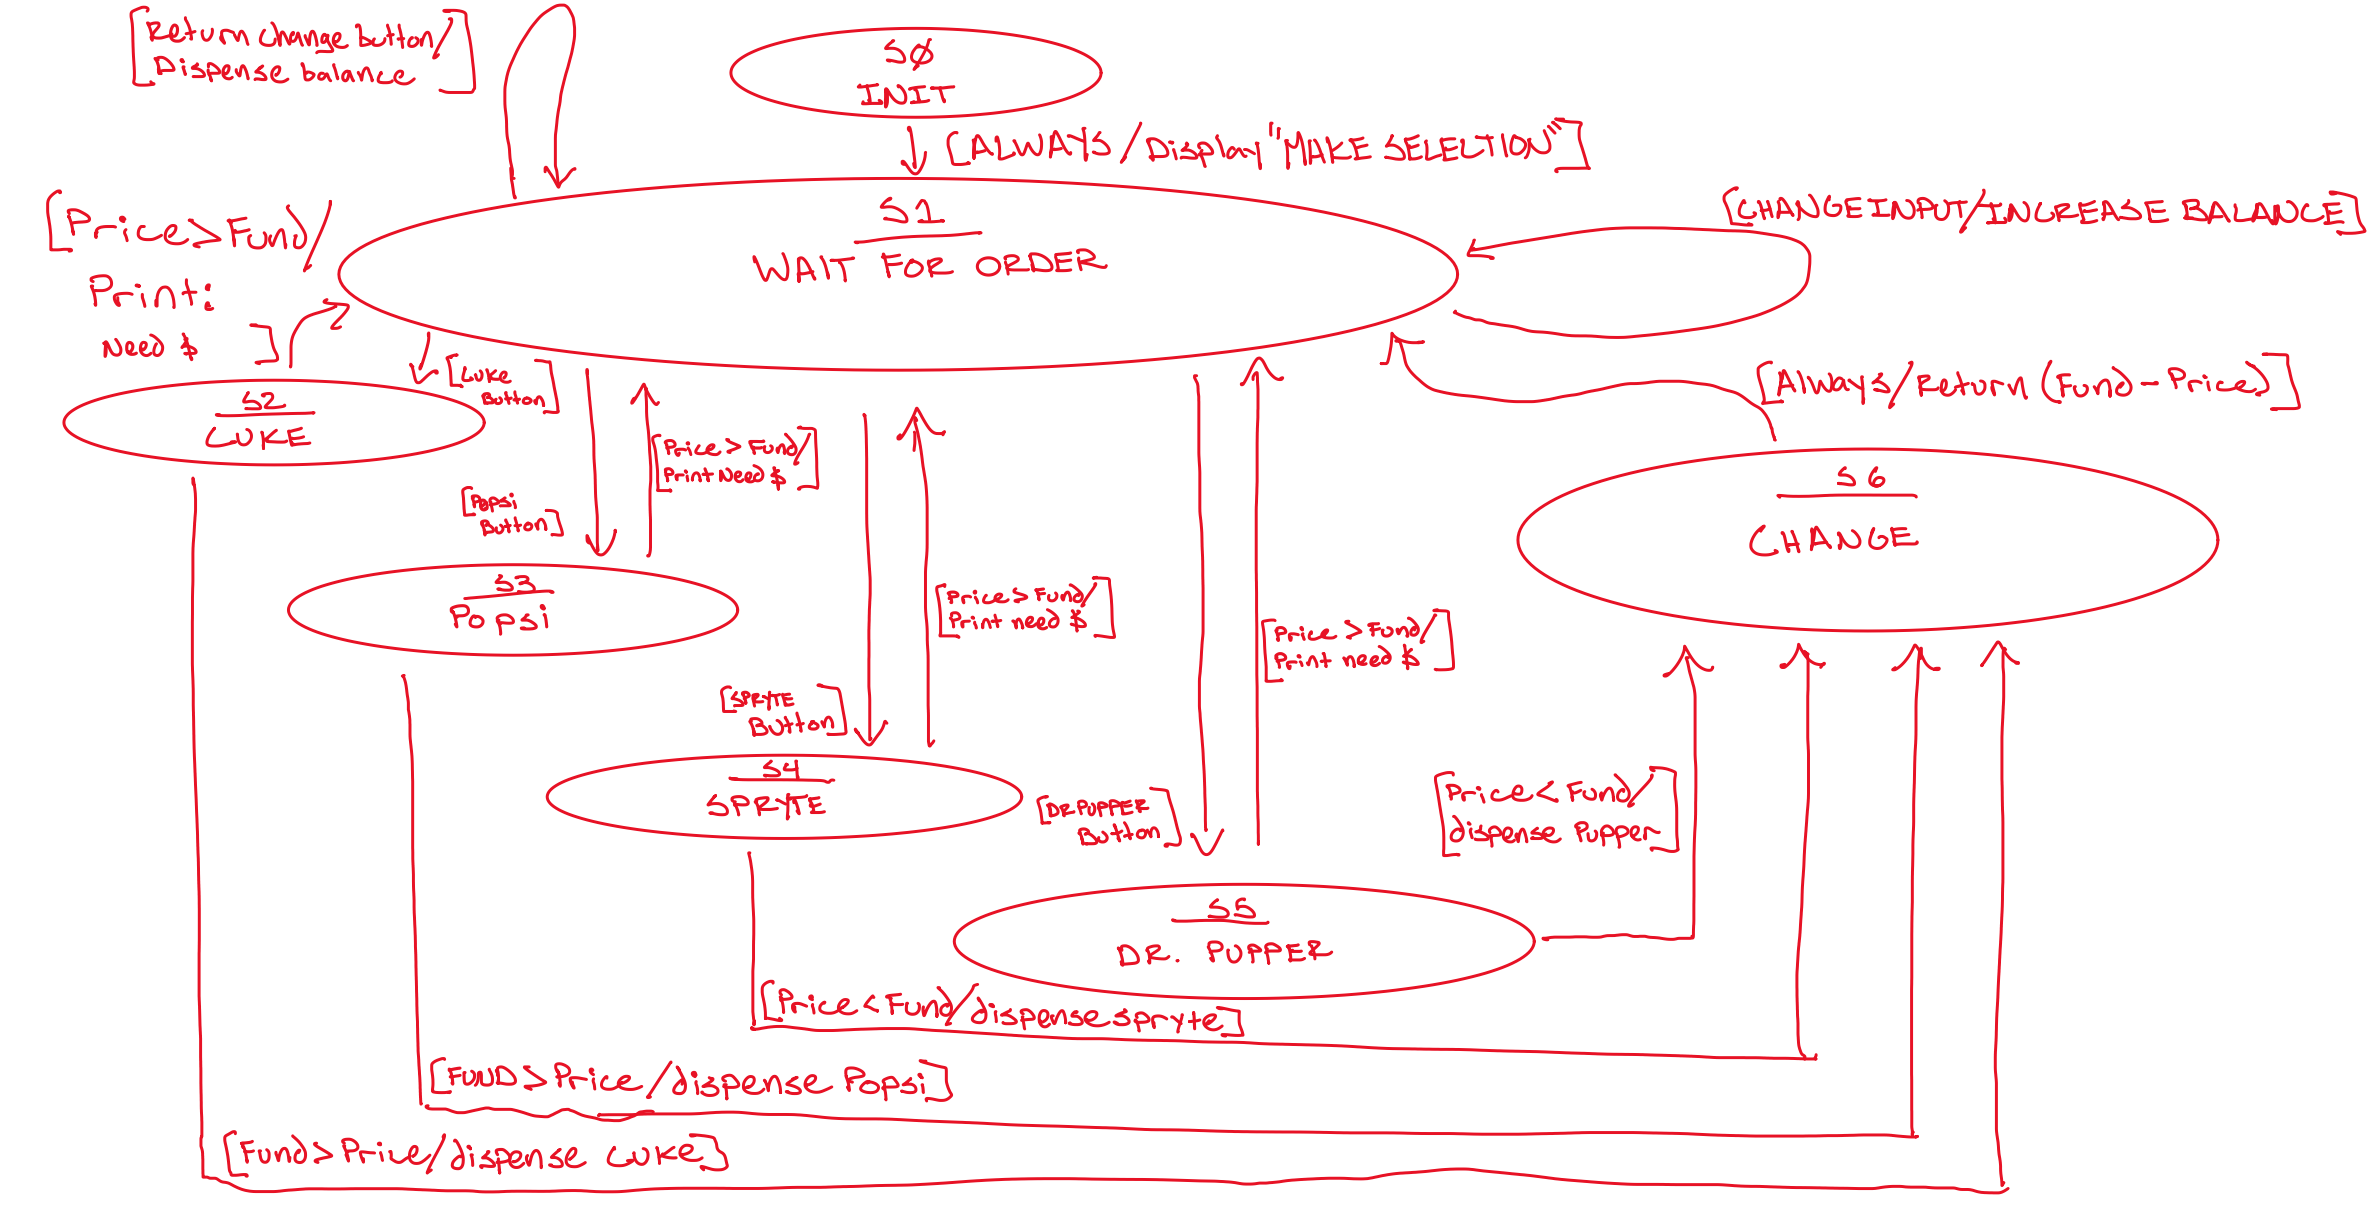 [Return change button/
Dispense balance]
SØ
INIT
[ALWAYS/Display "MAKE SELECTION"]
S1
WAIT FOR ORDER
[CHANGE INPUT/INCREASE BALANCE]
[Price>Fund/
Print:
Need $]
[LUKE
Button]
S2
LUKE
[Always/Return (Fund-Price)]
[Price>Fund/
Print Need $]
[Popsi
Button]
S6
CHANGE
S3
Popsi
[Price>Fund/
Print need $]
[Price>Fund/
Print need $]
[SPRYTE
Button]
S4
SPRYTE
[DR.PUPPER
Button]
[Price<Fund/
dispense Pupper]
S5
DR. PUPPER
[Price<Fund/dispense spryte]
[FUND>Price/dispense Popsi]
[Fund>Price/dispense LUKE]